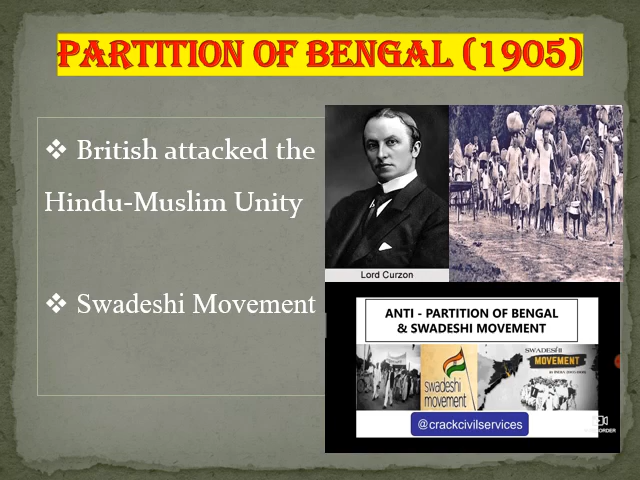 PARTITION OF BENGAL (1905)
❖ British attacked the
Hindu-Muslim Unity
❖ Swadeshi Movement
Lord Curzon
ANTI - PARTITION OF BENGAL
& SWADESHI MOVEMENT
swadeshi
movement
SWADESHI
MOVEMENT
@crackcivilservices